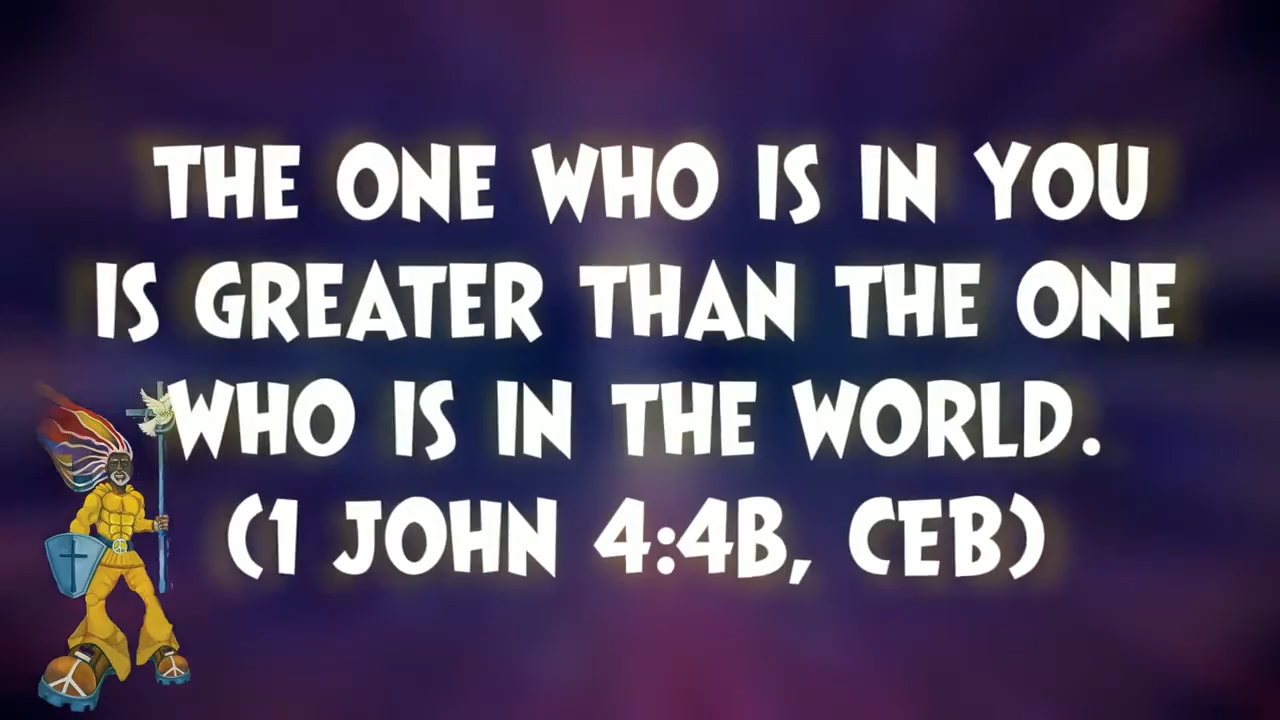 THE ONE WHO IS IN YOU
IS GREATER THAN THE ONE
WHO IS IN THE WORLD.
(1 JOHN 4:4B, CEB)